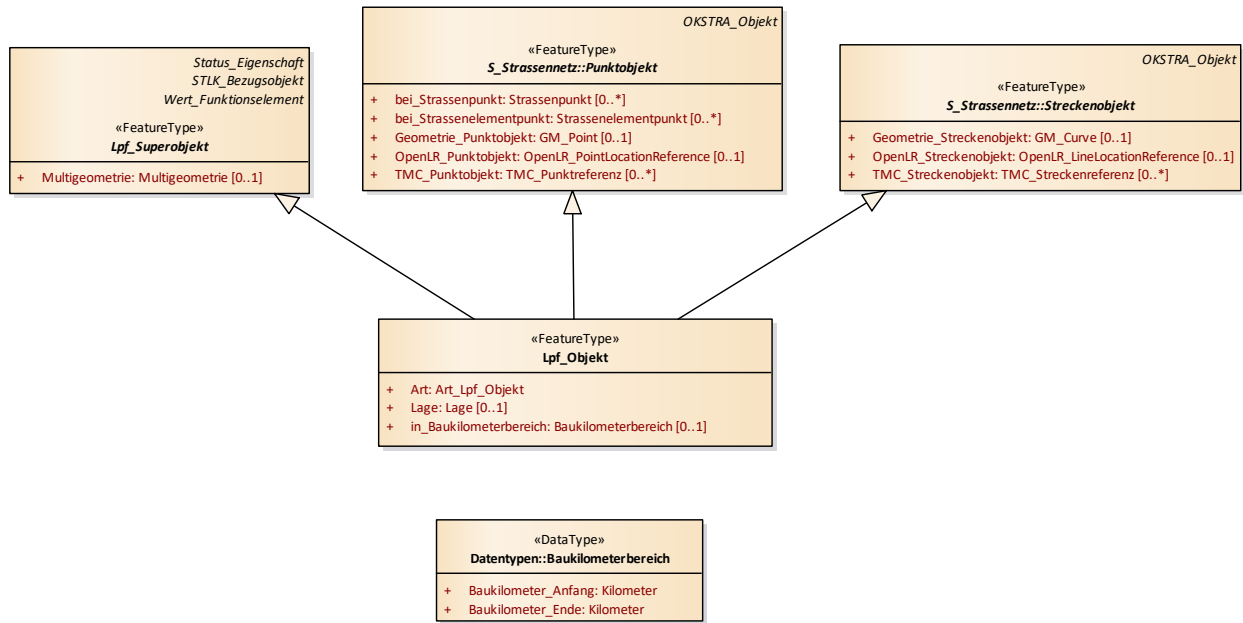 Status_Eigenschaft
STLK_Bezugsobjekt
Wert_Funktionselement
«FeatureType»
Lpf_Superobjekt
+ Multigeometrie: Multigeometrie [0..1]
OKSTRA_Objekt
«FeatureType»
S_Strassennetz::Punktobjekt
+ bei_Strassenpunkt: Strassenpunkt [0..*]
+ bei_Strassenelementpunkt: Strassenelementpunkt [0..*]
+ Geometrie_Punktobjekt: GM_Point [0..1]
+ OpenLR_Punktobjekt: OpenLR_PointLocationReference [0..1]
+ TMC_Punktobjekt: TMC_Punktreferenz [0..*]
OKSTRA_Objekt
«FeatureType»
S_Strassennetz::Streckenobjekt
+ Geometrie_Streckenobjekt: GM_Curve [0..1]
+ OpenLR_Streckenobjekt: OpenLR_LineLocationReference [0..1]
+ TMC_Streckenobjekt: TMC_Streckenreferenz [0..*]
«FeatureType»
Lpf_Objekt
+ Art: Art_Lpf_Objekt
+ Lage: Lage [0..1]
+ in_Baukilometerbereich: Baukilometerbereich [0..1]
«DataType»
Datentypen::Baukilometerbereich
+ Baukilometer_Anfang: Kilometer
+ Baukilometer_Ende: Kilometer